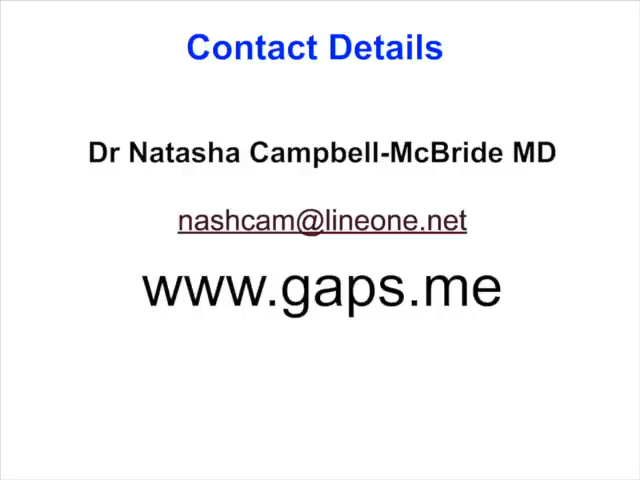 Contact Details
Dr Natasha Campbell-McBride MD
nashcam@lineone.net
www.gaps.me